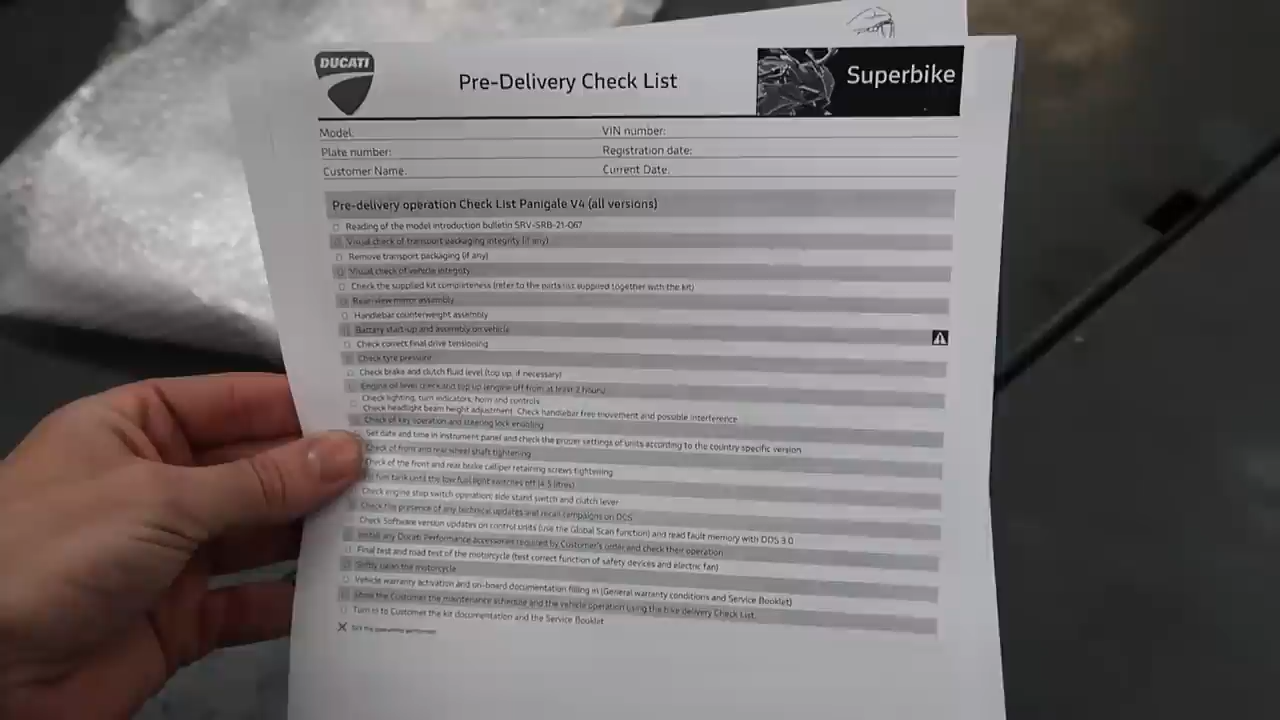 DUCATI
Pre-Delivery Check List
Superbike
Model:
VIN number:
Plate number:
Registration date:
Customer Name:
Current Date:
Pre-delivery operation Check List Panigale V4 (all versions)
Reading of the model introduction bulletin SRV-SRB-21-067
Visual check of transport packaging integrity (if any)
Remove transport packaging (if any)
Visual check of vehicle integrity
Check the supplied kit completeness (refer to the parts list supplied together with the kit)
Rear-view mirror assembly
Handlebar counterweight assembly
Battery start-up and assembly on vehicle
Check correct final drive tensioning
Check tyre pressure
Check brake and clutch fluid level (top up, if necessary)
Engine oil level check and top up (engine off from at least 2 hours)
Check lighting, turn indicators, horn and controls
Check headlight beam height adjustment. Check handlebar free movement and possible interference
Check of key operation and steering lock enabling
Set date and time in instrument panel and check the proper settings of units according to the country specific version
Check of front and rear wheel shaft tightening
Check of the front and rear brake calliper retaining screws tightening
fuel tank until the low fuel light switches off (4-5 litres)
Check engine stop switch operation, side stand switch and clutch lever
Check the presence of any technical updates and recall campaigns on DCS
Check Software version updates on control units (use the Global Scan function) and read fault memory with DDS 3.0
Install any Ducati Performance accessories required by Customer's order and check their operation
Final test and road test of the motorcycle (test correct function of safety devices and electric fan)
Softly clean the motorcycle
Vehicle warranty activation and on-board documentation filling in (General warranty conditions and Service Booklet)
Show the Customer the maintenance schedule and the vehicle operation using the bike delivery Check List.
Turn in to Customer the kit documentation and the Service Booklet
Tick the operations performed